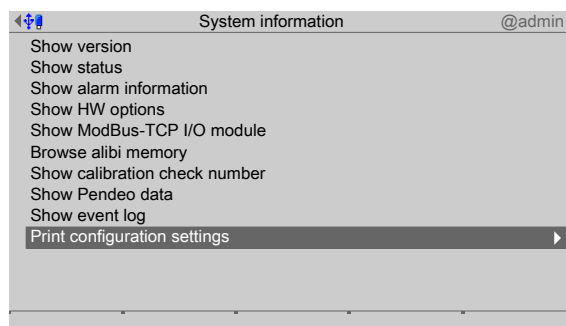 System information @admin
Show version
Show status
Show alarm information
Show HW options
Show ModBus-TCP I/O module
Browse alibi memory
Show calibration check number
Show Pendeo data
Show event log
Print configuration settings